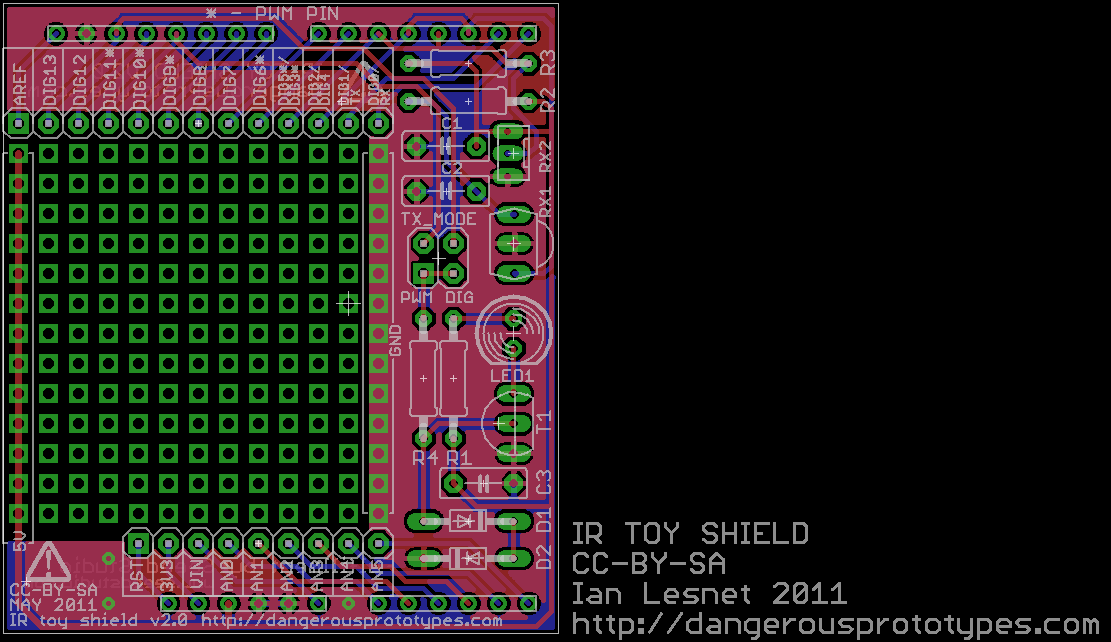 * - PWM PIN
AREF
DIG13
DIG12
DIG11*
DIG10*
DIG9*
DIG8
DIG7
DIG6*
DIG5*/
DIG4
DIG2/
DIG1/
TX
DIG0/
RX
R3
R2
C1
RX2
C2
RX1
TX_MODE
PWM DIG
GND
LED1
T1
R4 R1
C3
D1
D2
5V
RST
3V3
VIN
AN0
AN1
AN2
AN3
AN4
AN5
CC-BY-SA
MAY 2011
IR toy shield v2.0 http://dangerousprototypes.com
IR TOY SHIELD
CC-BY-SA
Ian Lesnet 2011
http://dangerousprototypes.com